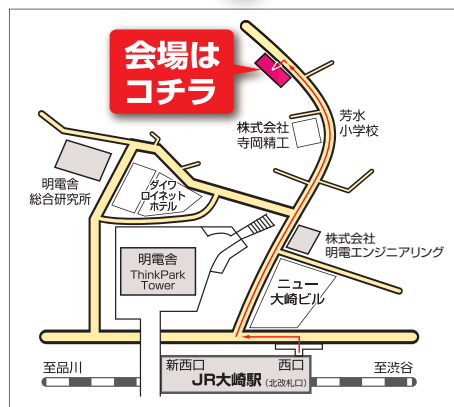 会場は
コチラ
芳水
小学校
株式会社
寺岡精工
明電舎
総合研究所
ダイワ
ロイネット
ホテル
株式会社
明電エンジニアリング
明電舎
ThinkPark
Tower
ニュー
大崎ビル
新西口
西口
至品川
JR大崎駅(北改札口)
至渋谷